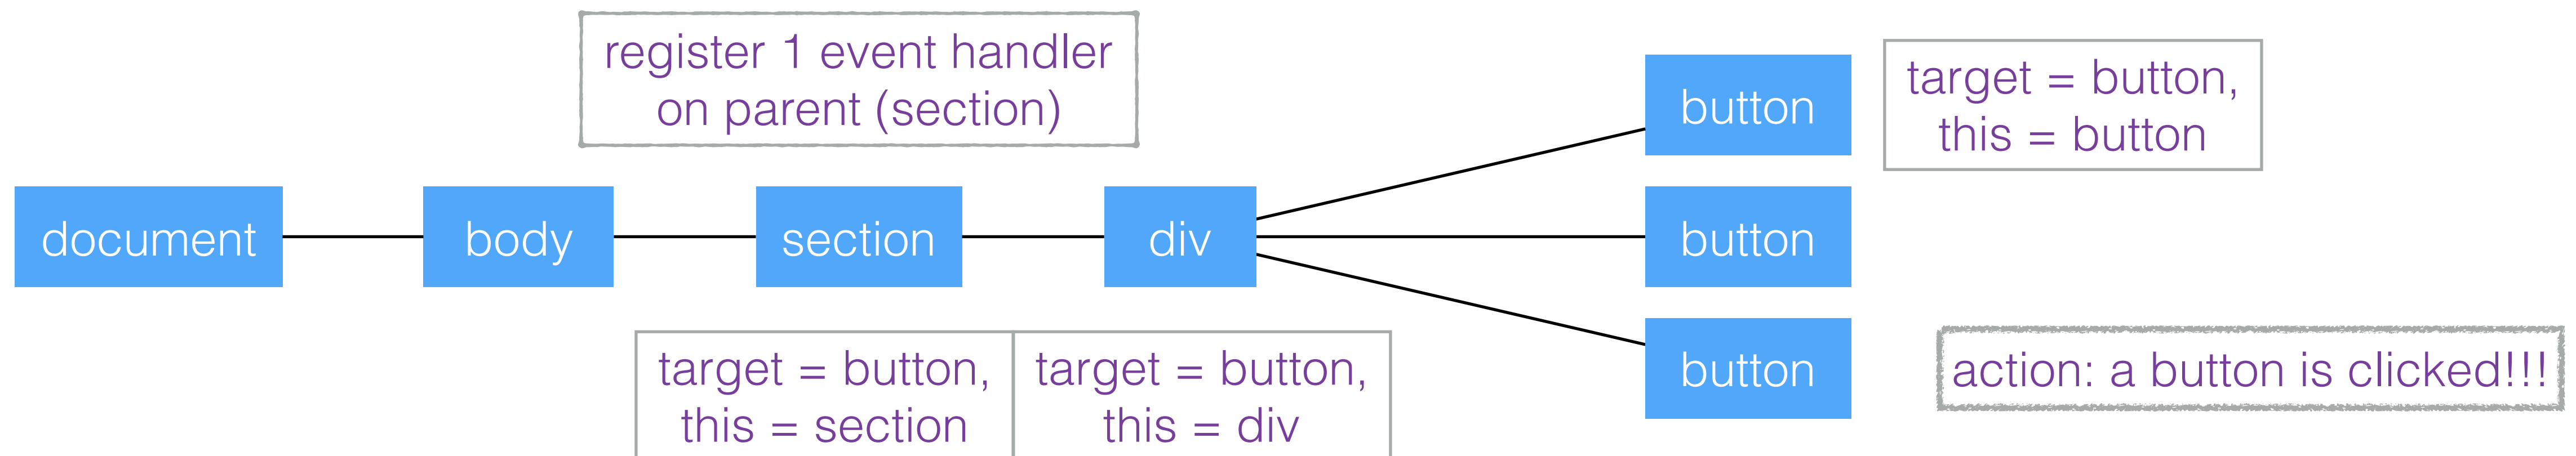 register 1 event handler
on parent (section)
button
target = button,
this = button
document
body
section
div
button
target = button,
this = section
target = button,
this = div
button
action: a button is clicked!!!